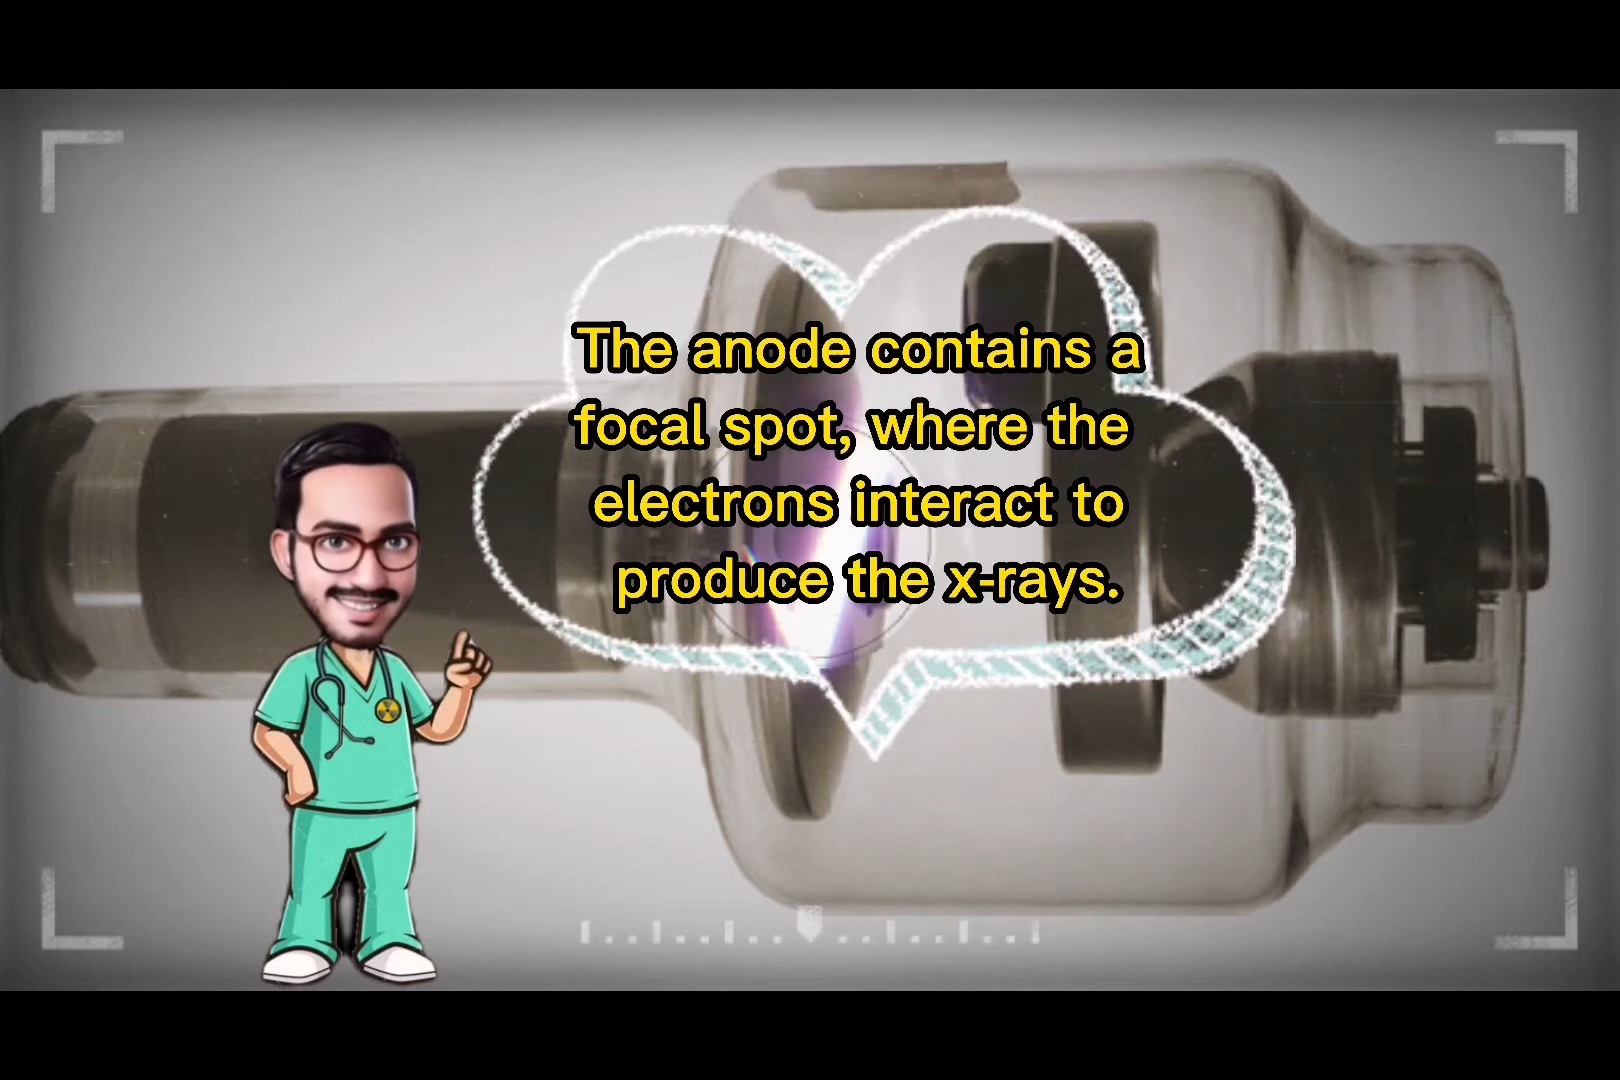 The anode contains a
focal spot, where the
electrons interact to
produce the x-rays.